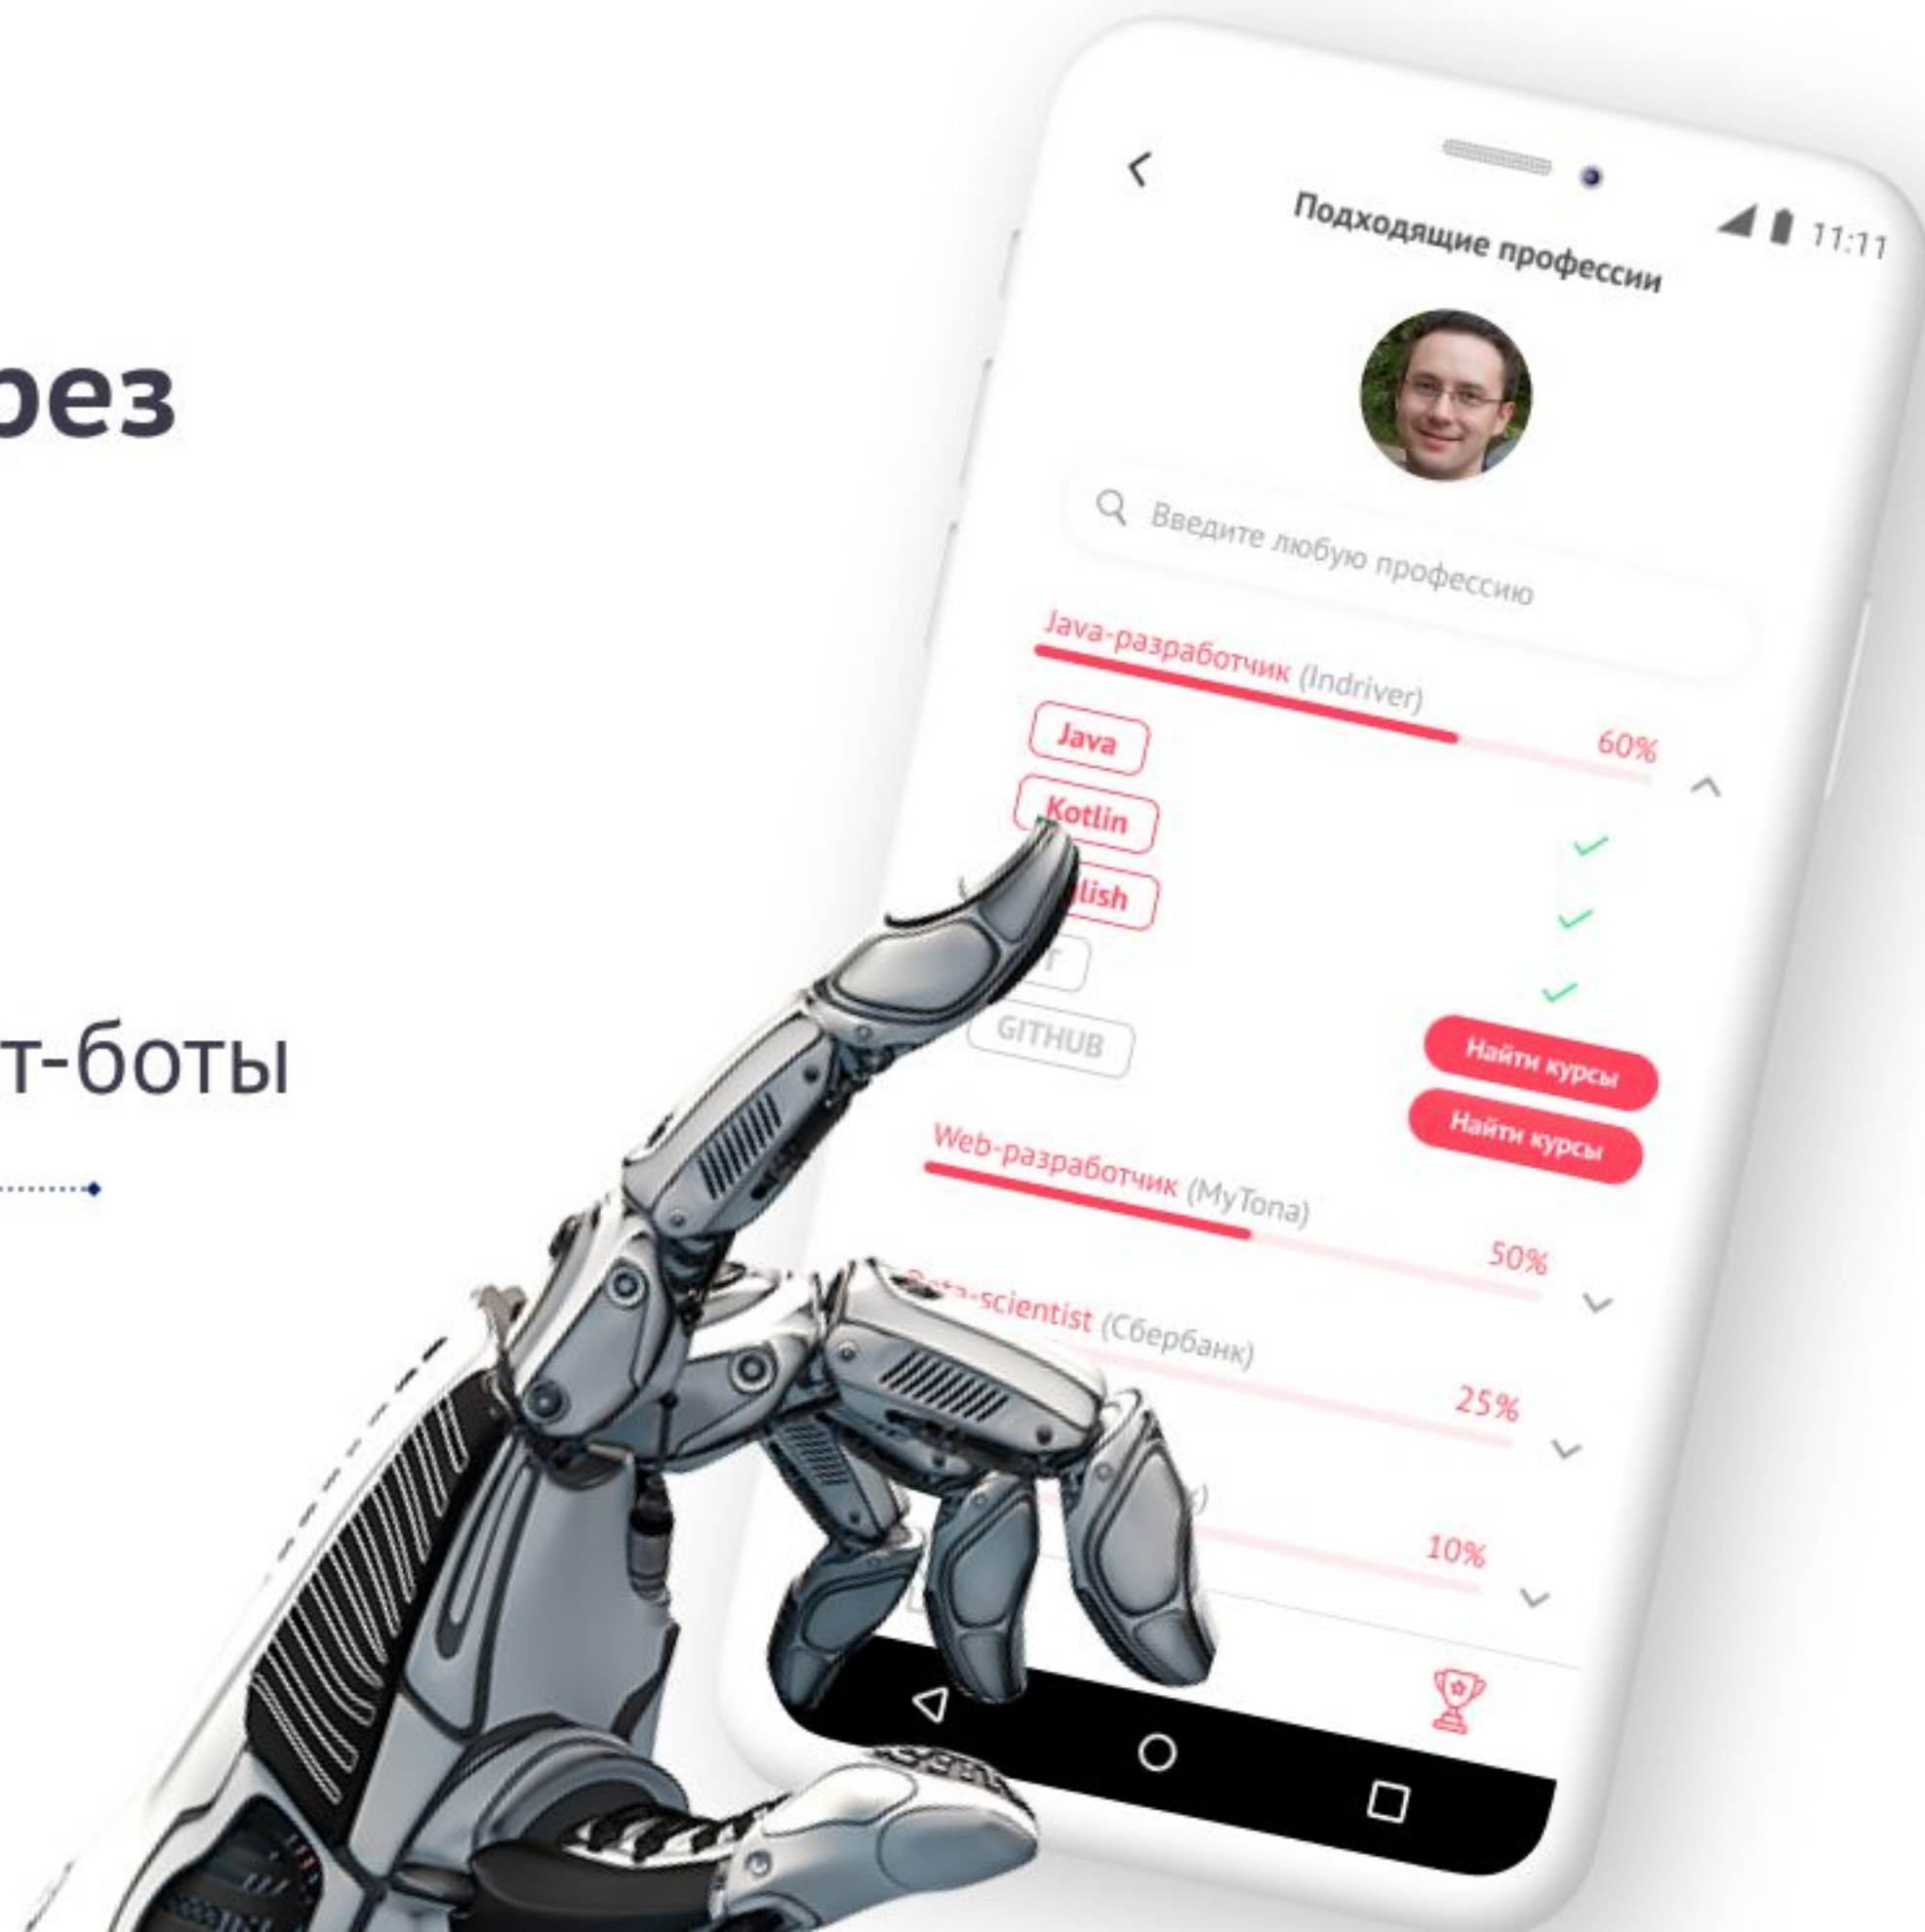 рез
т-боты
11:11
Подходящие профессии
Введите любую профессию
Java-разработчик (Indriver)
60%
Java
Kotlin
lish
GITHUB
Найти курсы
Найти курсы
Web-разработчик (MyTona)
50%
-scientist (Сбербанк)
25%
10%